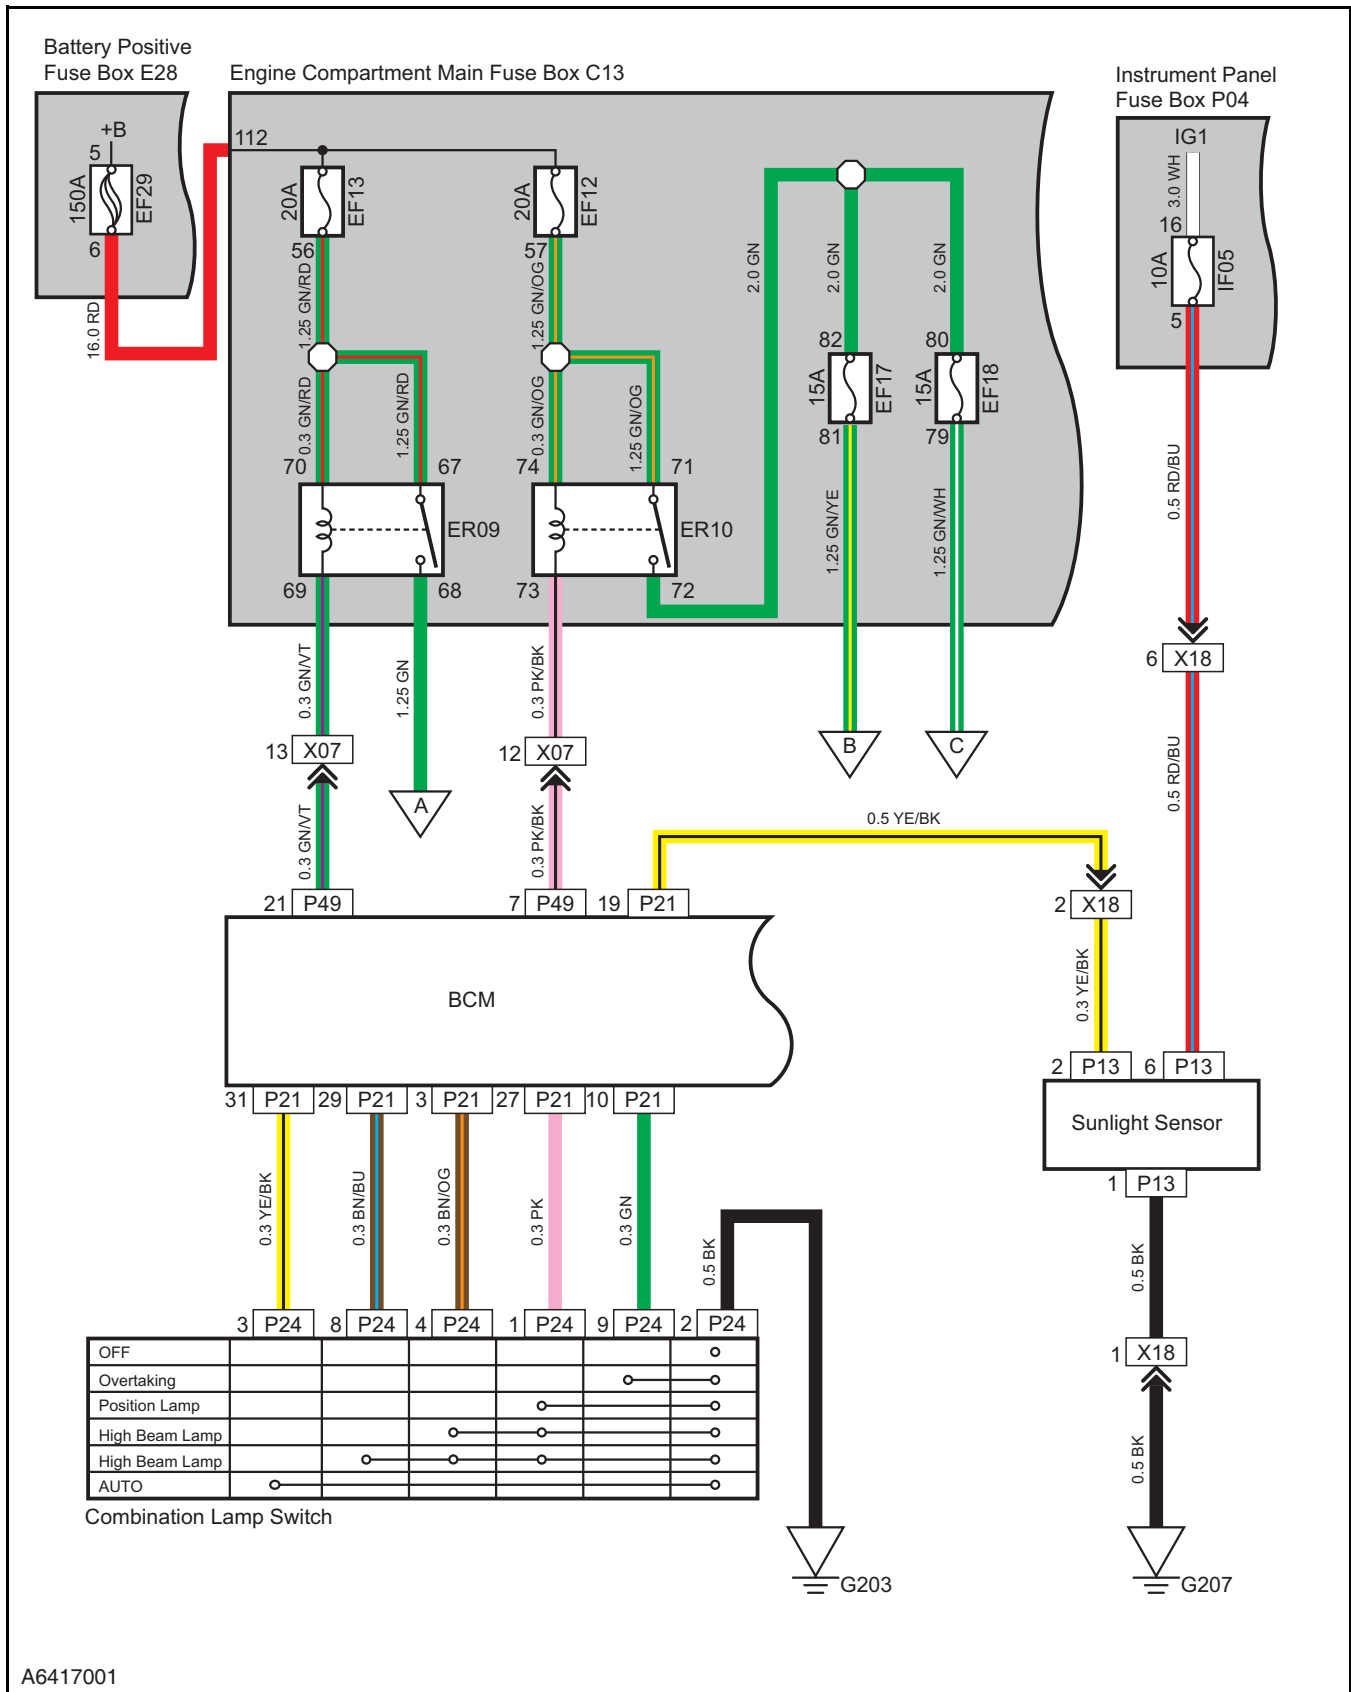 Battery Positive
Fuse Box E28
Engine Compartment Main Fuse Box C13
Instrument Panel
Fuse Box P04
+B
5
150A
EF29
6
16.0 RD
112
20A
EF13
56
1.25 GN/RD
0.3 GN/RD
1.25 GN/RD
70
67
ER09
69
68
20A
EF12
57
1.25 GN/OG
0.3 GN/OG
1.25 GN/OG
74
71
ER10
73
72
2.0 GN
2.0 GN
2.0 GN
82
15A
EF17
81
80
15A
EF18
79
1.25 GN/YE
1.25 GN/WH
IG1
3.0 WH
16
10A
IF05
5
0.5 RD/BU
6
X18
0.5 RD/BU
0.3 GN/VT
1.25 GN
0.3 PK/BK
13
X07
12
X07
A
B
C
0.3 GN/VT
0.3 PK/BK
0.5 YE/BK
21
P49
7
P49
19
P21
2
X18
0.3 YE/BK
BCM
2
P13
6
P13
Sunlight Sensor
1
P13
31
P21
29
P21
3
P21
27
P21
10
P21
0.3 YE/BK
0.3 BN/BU
0.3 BN/OG
0.3 PK
0.3 GN
0.5 BK
0.5 BK
3
P24
8
P24
4
P24
1
P24
9
P24
2
P24
1
X18
OFF
Overtaking
Position Lamp
High Beam Lamp
High Beam Lamp
AUTO
Combination Lamp Switch
0.5 BK
G203
G207
A6417001